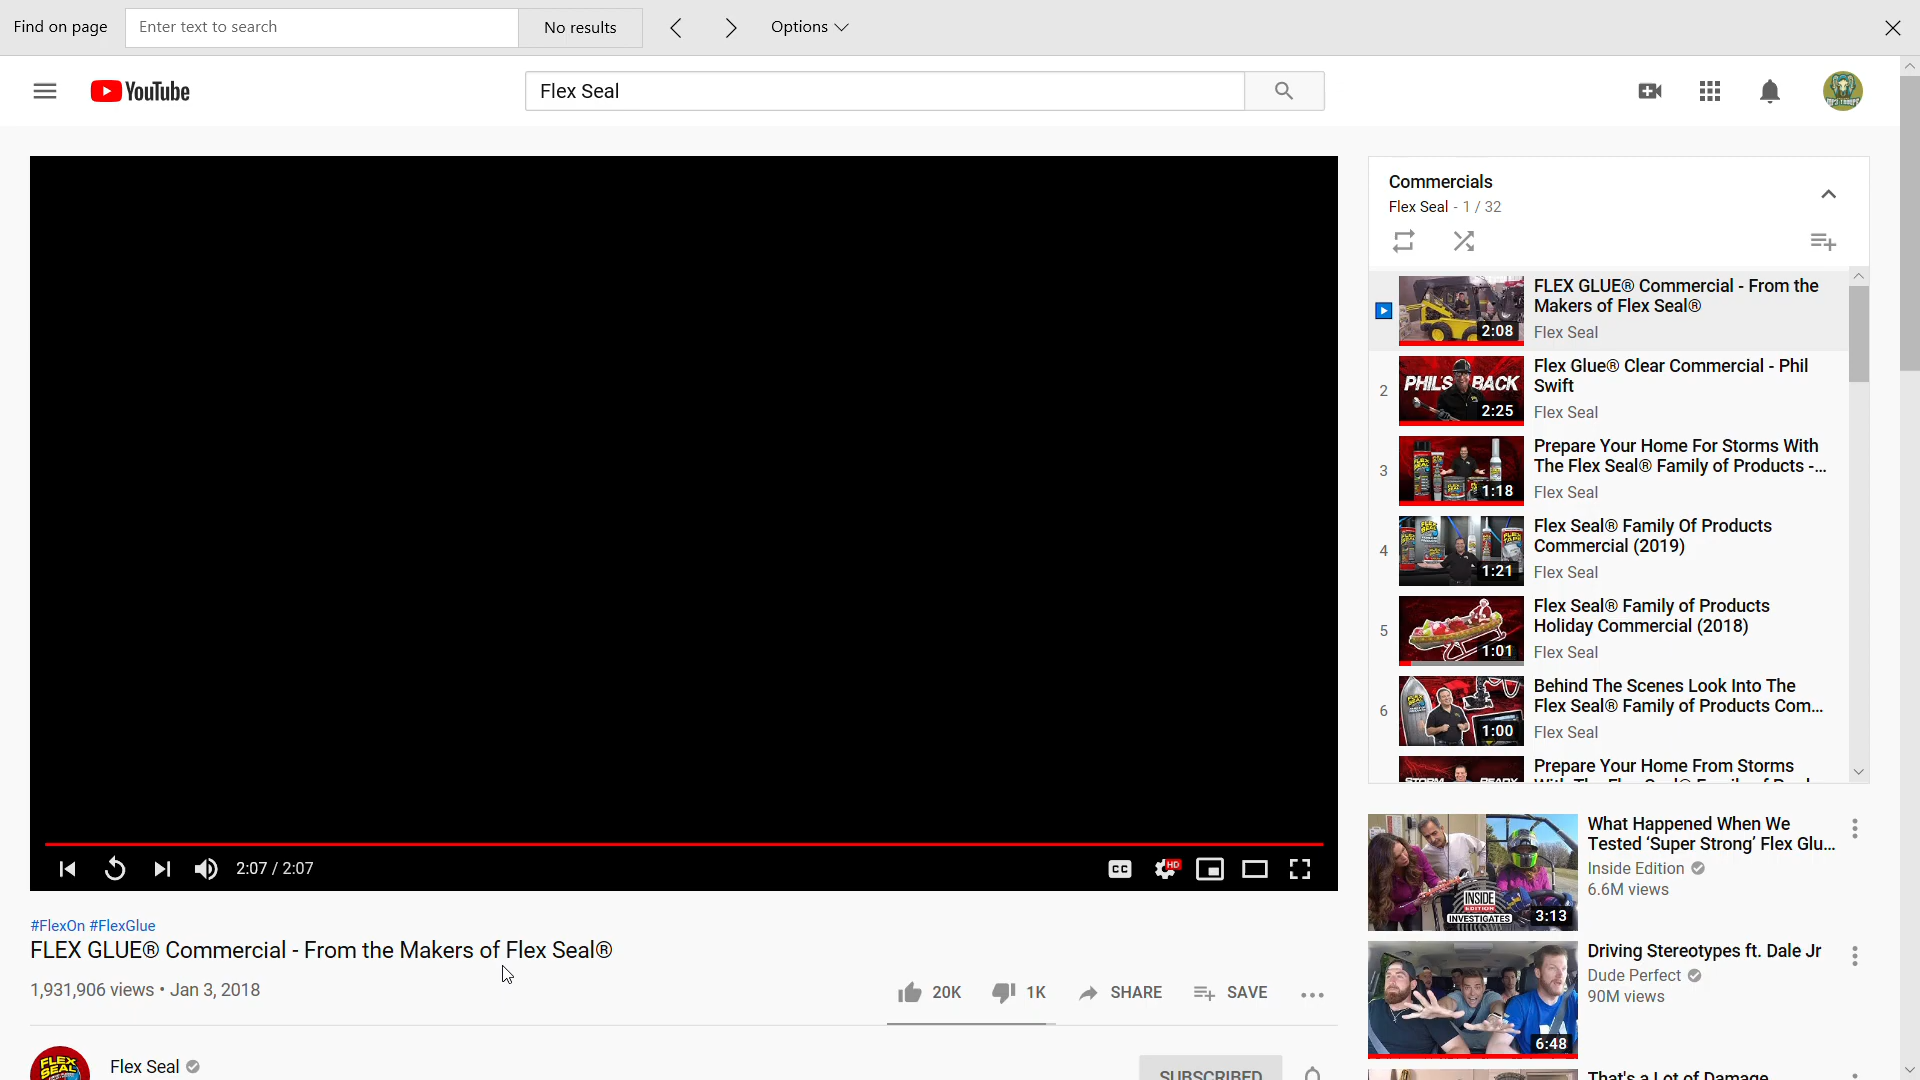 Find on page
Enter text to search
No results
Options
YouTube
Flex Seal
Commercials
Flex Seal - 1 / 32
FLEX GLUE® Commercial - From the
Makers of Flex Seal®
Flex Seal
2:08
2
PHIL'S BACK
2:25
Flex Glue® Clear Commercial - Phil
Swift
Flex Seal
3
1:18
Prepare Your Home For Storms With
The Flex Seal® Family of Products -...
Flex Seal
4
1:21
Flex Seal® Family Of Products
Commercial (2019)
Flex Seal
5
1:01
Flex Seal® Family of Products
Holiday Commercial (2018)
Flex Seal
6
1:00
Behind The Scenes Look Into The
Flex Seal® Family of Products Com...
Flex Seal
Prepare Your Home From Storms
2:07 / 2:07
CC
HD
#FlexOn #FlexGlue
FLEX GLUE® Commercial - From the Makers of Flex Seal®
1,931,906 views • Jan 3, 2018
20K
1K
SHARE
SAVE
FLEX
SEAL
Flex Seal
SUBSCRIBED
INSIDE
EDITION
INVESTIGATES
3:13
What Happened When We
Tested ‘Super Strong’ Flex Glu...
Inside Edition
6.6M views
6:48
Driving Stereotypes ft. Dale Jr
Dude Perfect
90M views
That's a Lot of Damage